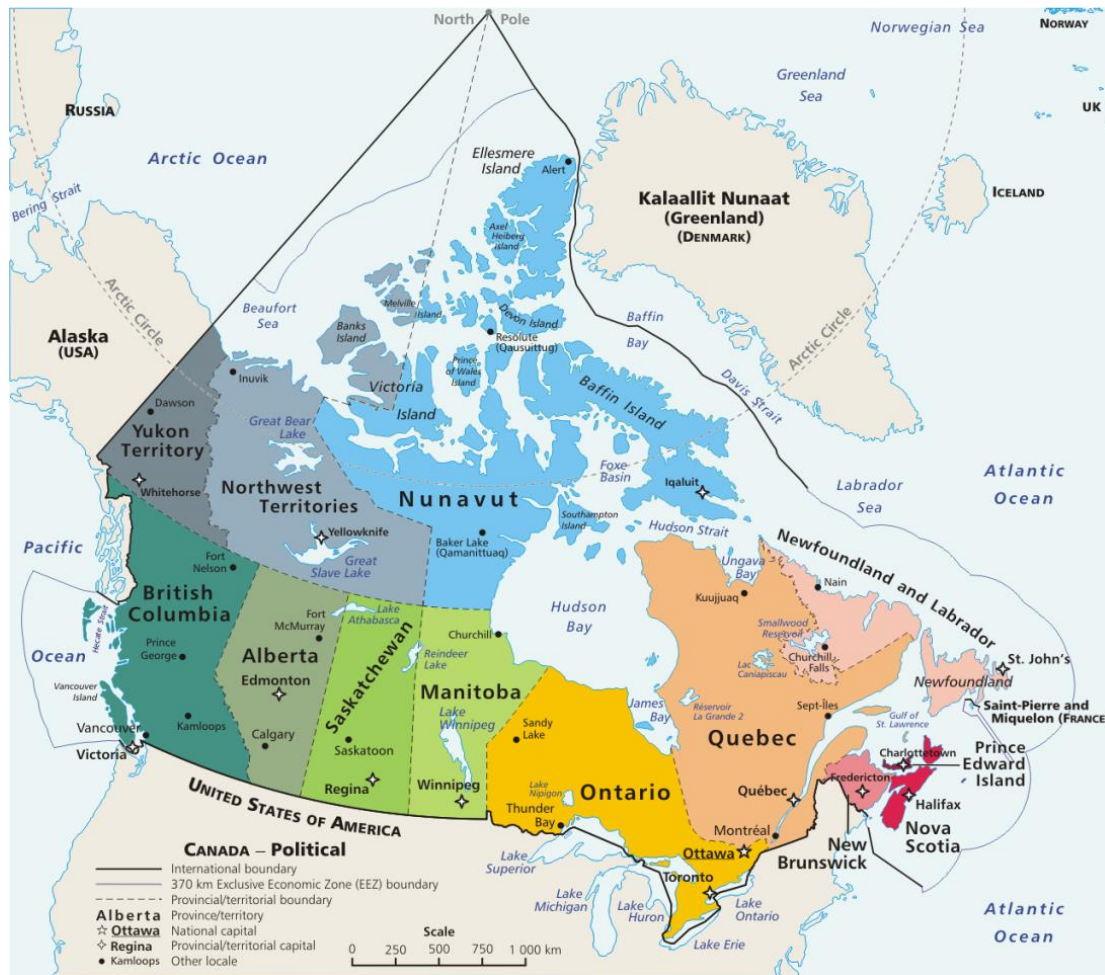 North Pole
Norwegian Sea
NORWAY
Greenland
Sea
RUSSIA
UK
Arctic Ocean
Ellesmere
Island
Alert
Bering Strait
Kalaallit Nunaat
(Greenland)
(DENMARK)
ICELAND
Axel
Heiberg
Island
Beaufort
Sea
Melville
Island
Devon Island
Arctic Circle
Alaska
(USA)
Banks
Island
Resolute
(Qausuittug)
Baffin
Bay
Arctic Circle
Prince
of Wales
Island
Inuvik
Victoria
Island
Baffin Island
Davis Strait
Dawson
Yukon
Territory
Great Bear
Lake
Whitehorse
Foxe
Basin
Iqaluit
Atlantic
Ocean
Labrador
Sea
Northwest
Territories
Nunavut
Southampton
Island
Hudson Strait
Yellowknife
Baker Lake
(Qamanittuaq)
Pacific
Ocean
Great
Slave Lake
Ungava
Bay
Newfoundland and Labrador
Fort
Nelson
Nain
Kuujjuaq
British
Columbia
Hecate Strait
Fort
McMurray
Lake
Athabasca
Hudson
Bay
Smallwood
Reservoir
Churchill
Churchill
Falls
Prince
George
Alberta
Edmonton
Saskatchewan
Reindeer
Lake
Manitoba
Lac
Caniapiscau
St. John's
Newfoundland
Vancouver
Island
Lake
Winnipeg
James
Bay
Réservoir
La Grande 2
Sept-Îles
Saint-Pierre and
Miquelon (FRANCE)
Gulf of
St. Lawrence
Vancouver
Kamloops
Calgary
Saskatoon
Sandy
Lake
Quebec
Charlottetown
Prince
Edward
Island
Victoria
Regina
Winnipeg
Lake
Nipigon
Ontario
Québec
Fredericton
Halifax
UNITED STATES OF AMERICA
Thunder
Bay
Montréal
Nova
Scotia
New
Brunswick
Ottawa
Toronto
Lake
Superior
Lake
Michigan
Lake
Huron
Lake
Ontario
Lake Erie
Atlantic
Ocean
CANADA – Political
International boundary
370 km Exclusive Economic Zone (EEZ) boundary
Provincial/territorial boundary
Alberta Province/territory
Ottawa National capital
Regina Provincial/territorial capital
Kamloops Other locale
Scale
0 250 500 750 1 000 km